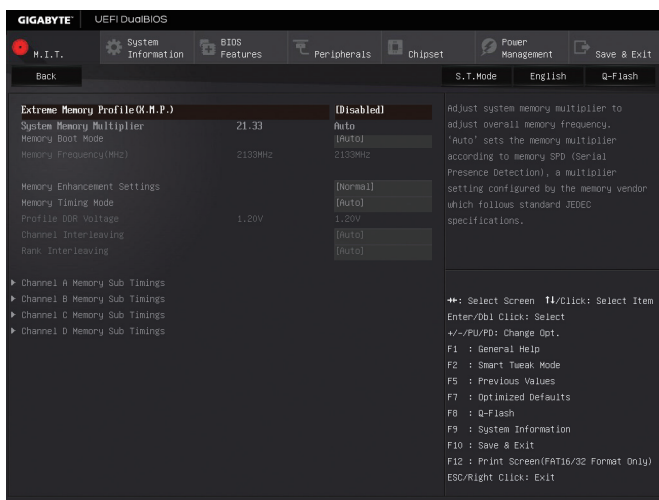 GIGABYTE™ UEFI DualBIOS
M.I.T.
System Information
BIOS Features
Peripherals
Chipset
Power Management
Save & Exit
Back
S.T.Mode English Q-Flash
Extreme Memory Profile(X.M.P.) [Disabled]
System Memory Multiplier 21.33 Auto
Memory Boot Mode [Auto]
Memory Frequency(MHz) 2133MHz 2133MHz
Memory Enhancement Settings [Normal]
Memory Timing Mode [Auto]
Profile DDR Voltage 1.20V 1.20V
Channel Interleaving [Auto]
Rank Interleaving [Auto]
Channel A Memory Sub Timings
Channel B Memory Sub Timings
Channel C Memory Sub Timings
Channel D Memory Sub Timings
Adjust system memory multiplier to
adjust overall memory frequency.
'Auto' sets the memory multiplier
according to memory SPD (Serial
Presence Detection), a multiplier
setting configured by the memory vendor
which follows standard JEDEC
specifications.
→←: Select Screen ↑↓/Click: Select Item
Enter/Dbl Click: Select
+/-/PU/PD: Change Opt.
F1 : General Help
F2 : Smart Tweak Mode
F5 : Previous Values
F7 : Optimized Defaults
F8 : Q-Flash
F9 : System Information
F10 : Save & Exit
F12 : Print Screen(FAT16/32 Format Only)
ESC/Right Click: Exit